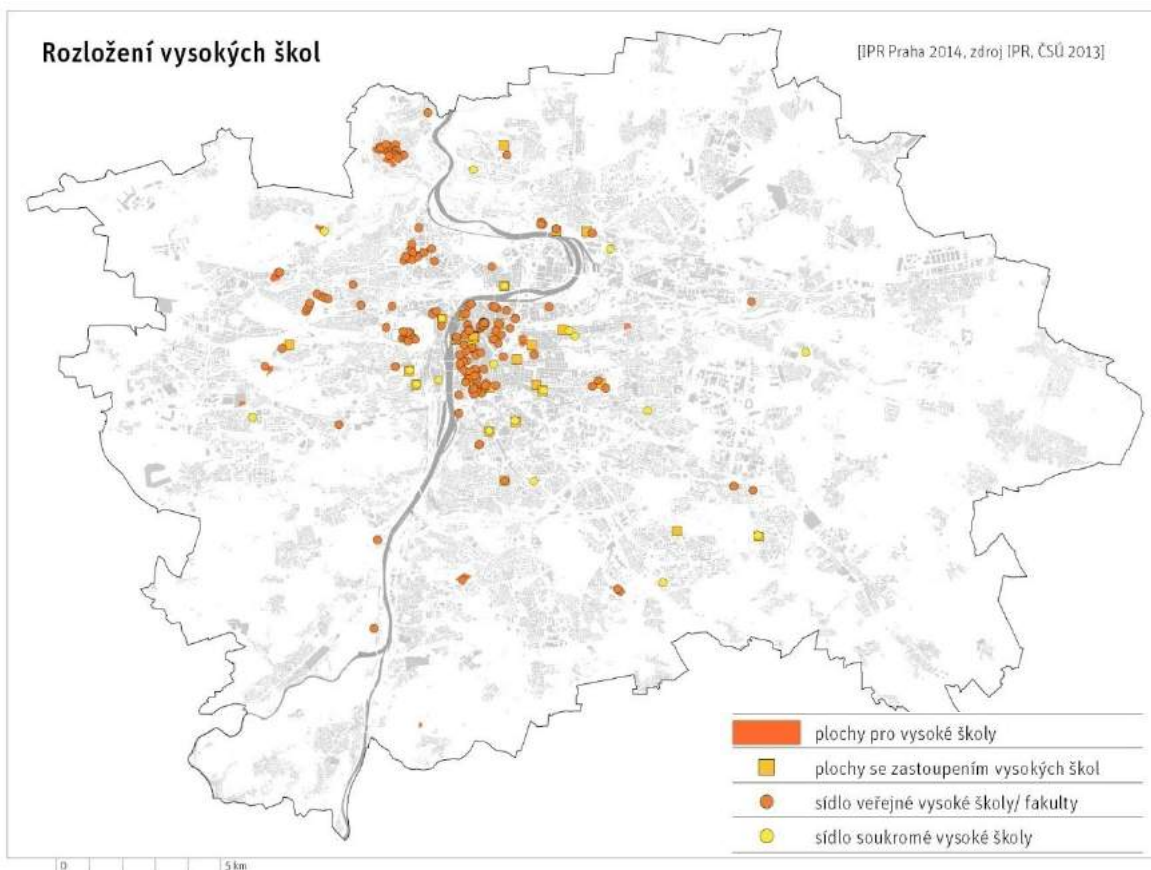 Rozložení vysokých škol
[IPR Praha 2014, zdroj IPR, ČSÚ 2013]
plochy pro vysoké školy
plochy se zastoupením vysokých škol
sídlo veřejné vysoké školy/ fakulty
sídlo soukromé vysoké školy
0 5 km